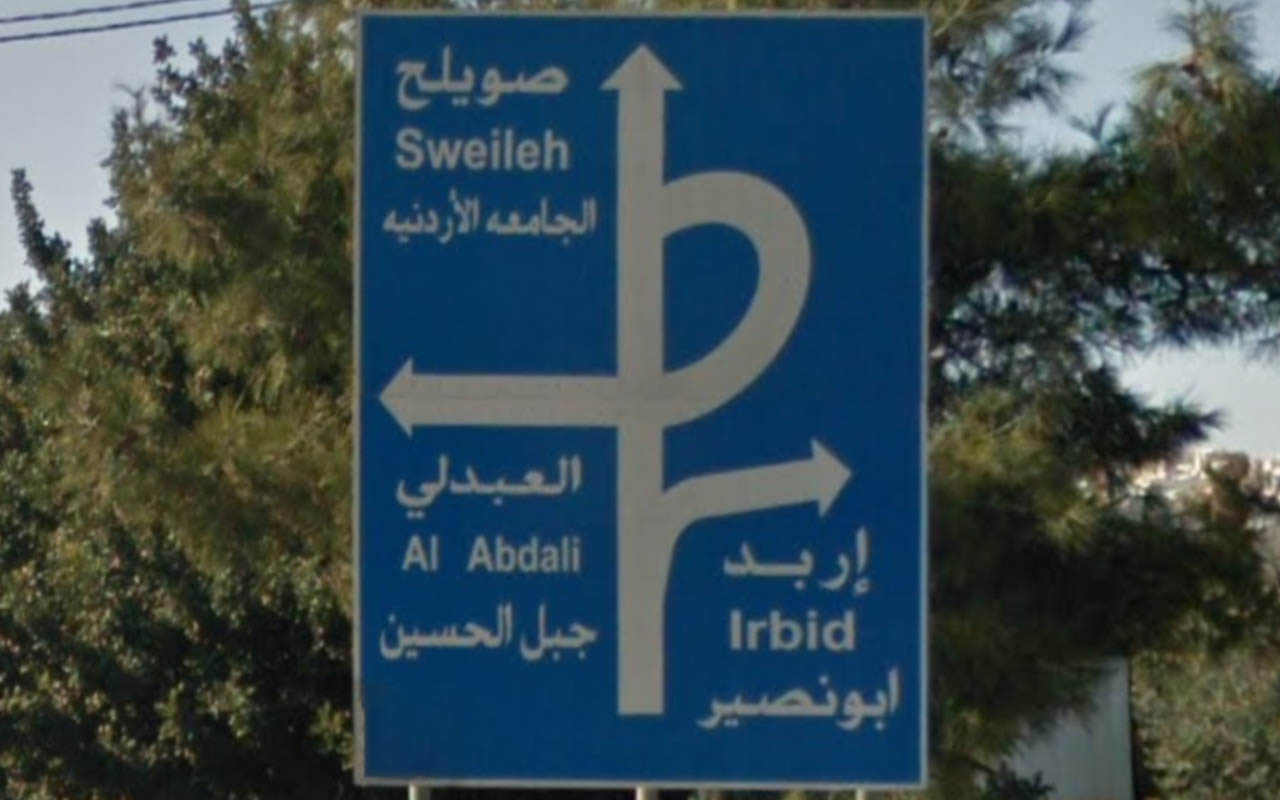 صويلح
Sweileh
الجامعه الأردنيه
العبدلي
Al Abdali
جبل الحسين
إربد
Irbid
ابونصير